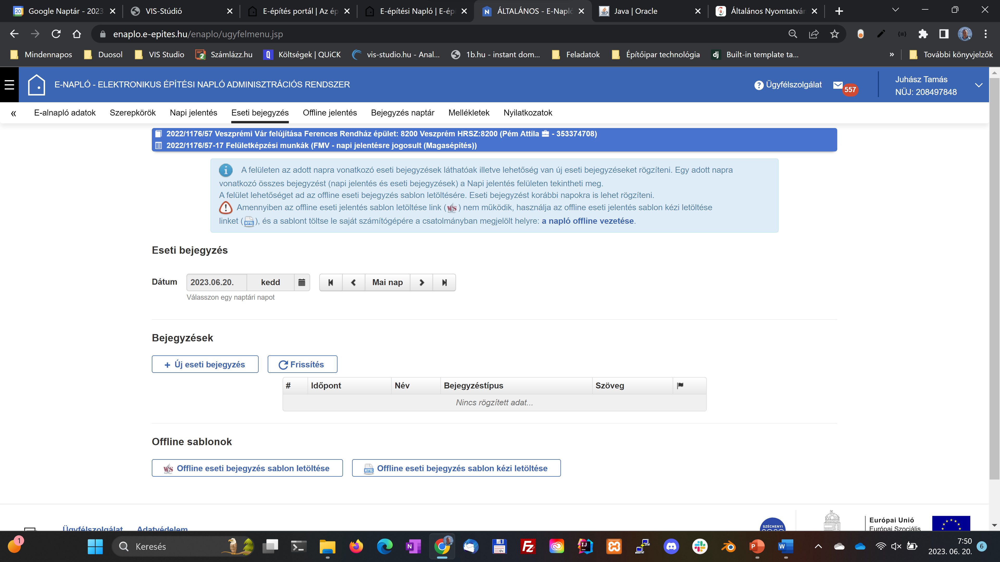 Google Naptár - 2023
VIS-Stúdió
E-építés portál | Az ép
E-építési Napló | E-épí
ÁLTALÁNOS - E-Napló
Java | Oracle
Általános Nyomtatván
enaplo.e-epites.hu/enaplo/ugyfelmenu.jsp
Mindennapos
Duosol
VIS Studio
Számlázz.hu
Költségek | QUiCK
vis-studio.hu - Anal...
1b.hu - instant dom...
Feladatok
Építőipar technológia
Built-in template ta...
»
További könyvjelzők
E-NAPLÓ - ELEKTRONIKUS ÉPÍTÉSI NAPLÓ ADMINISZTRÁCIÓS RENDSZER
Ügyfélszolgálat
557
Juhász Tamás
NÜJ: 208497848
«
E-alnapló adatok
Szerepkörök
Napi jelentés
Eseti bejegyzés
Offline jelentés
Bejegyzés naptár
Mellékletek
Nyilatkozatok
2022/1176/57 Veszprémi Vár felújítása Ferences Rendház épület: 8200 Veszprém HRSZ:8200 (Pém Attila - 353374708)
2022/1176/57-17 Felületképzési munkák (FMV - napi jelentésre jogosult (Magasépítés))
A felületen az adott napra vonatkozó eseti bejegyzések láthatóak illetve lehetőség van új eseti bejegyzéseket rögzíteni. Egy adott napra
vonatkozó összes bejegyzést (napi jelentés és eseti bejegyzések) a Napi jelentés felületen tekintheti meg.
A felület lehetőséget ad az offline eseti bejegyzés sablon letöltésére. Eseti bejegyzést korábbi napokra is lehet rögzíteni.
Amennyiben az offline eseti jelentés sablon letöltése link ( ) nem működik, használja az offline eseti jelentés sablon kézi letöltése
linket ( ), és a sablont töltse le saját számítógépére a csatolmányban megjelölt helyre: a napló offline vezetése.
Eseti bejegyzés
Dátum
2023.06.20.
kedd
Mai nap
Válasszon egy naptári napot
Bejegyzések
+ Új eseti bejegyzés
Frissítés
#
Időpont
Név
Bejegyzéstípus
Szöveg
Nincs rögzített adat...
Offline sablonok
Offline eseti bejegyzés sablon letöltése
Offline eseti bejegyzés sablon kézi letöltése
Ügyfélszolgálat
Adatvédelem
SZÉCHENYI
Európai Unió
Európai Szociális
1
Keresés
7:50
2023. 06. 20.
6